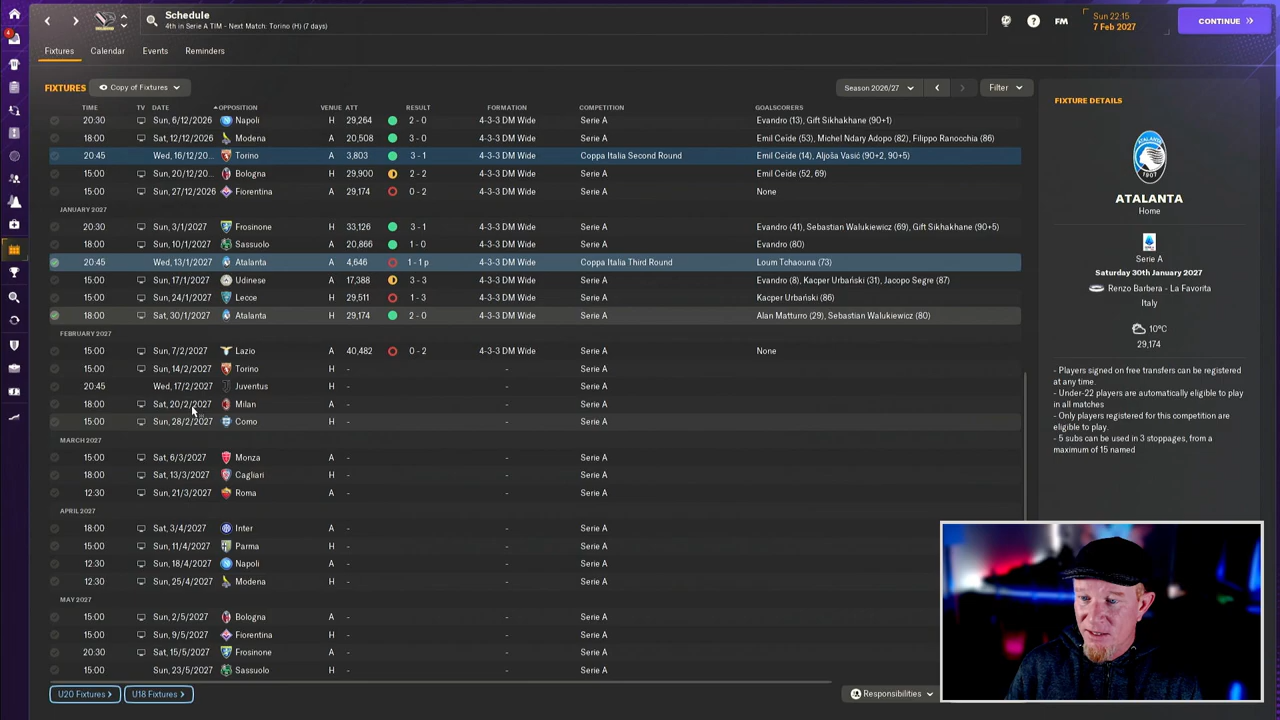 Schedule
4th in Serie A TIM - Next Match: Torino (H) (7 days)
4
FM
Sun 22:15
7 Feb 2027
CONTINUE
Fixtures Calendar Events Reminders
FIXTURES Copy of Fixtures Season 2026/27 Filter
TIME TV DATE OPPOSITION VENUE ATT RESULT FORMATION COMPETITION GOALSCORERS
20:30 Sun, 6/12/2026 Napoli H 29,264 2 - 0 4-3-3 DM Wide Serie A Evandro (13), Gift Sikhakhane (90+1)
18:00 Sat, 12/12/2026 Modena A 20,508 3 - 0 4-3-3 DM Wide Serie A Emil Ceïde (53), Michel Ndary Adopo (82), Filippo Ranocchia (86)
20:45 Wed, 16/12/20... Torino A 3,803 3 - 1 4-3-3 DM Wide Coppa Italia Second Round Emil Ceïde (14), Aljoša Vasić (90+2, 90+5)
15:00 Sun, 20/12/20... Bologna H 29,900 2 - 2 4-3-3 DM Wide Serie A Emil Ceïde (52, 69)
15:00 Sun, 27/12/2026 Fiorentina A 29,174 0 - 2 4-3-3 DM Wide Serie A None
JANUARY 2027
20:30 Sun, 3/1/2027 Frosinone H 33,126 3 - 1 4-3-3 DM Wide Serie A Evandro (41), Sebastian Walukiewicz (69), Gift Sikhakhane (90+5)
18:00 Sun, 10/1/2027 Sassuolo A 20,866 1 - 0 4-3-3 DM Wide Serie A Evandro (80)
20:45 Wed, 13/1/2027 Atalanta A 4,646 1 - 1 p 4-3-3 DM Wide Coppa Italia Third Round Loum Tchaouna (73)
15:00 Sun, 17/1/2027 Udinese A 17,388 3 - 3 4-3-3 DM Wide Serie A Evandro (8), Kacper Urbański (31), Jacopo Segre (87)
15:00 Sun, 24/1/2027 Lecce H 29,511 1 - 3 4-3-3 DM Wide Serie A Kacper Urbański (86)
18:00 Sat, 30/1/2027 Atalanta H 29,174 2 - 0 4-3-3 DM Wide Serie A Alan Matturro (29), Sebastian Walukiewicz (80)
FEBRUARY 2027
15:00 Sun, 7/2/2027 Lazio A 40,482 0 - 2 4-3-3 DM Wide Serie A None
15:00 Sun, 14/2/2027 Torino H - - Serie A
20:45 Wed, 17/2/2027 Juventus H - - Serie A
18:00 Sat, 20/2/2027 Milan A - - Serie A
15:00 Sun, 28/2/2027 Como H - - Serie A
MARCH 2027
15:00 Sat, 6/3/2027 Monza A - - Serie A
18:00 Sat, 13/3/2027 Cagliari H - - Serie A
12:30 Sun, 21/3/2027 Roma A - - Serie A
APRIL 2027
18:00 Sat, 3/4/2027 Inter A - - Serie A
15:00 Sun, 11/4/2027 Parma H - - Serie A
12:30 Sun, 18/4/2027 Napoli A - - Serie A
12:30 Sun, 25/4/2027 Modena H - - Serie A
MAY 2027
15:00 Sun, 2/5/2027 Bologna A - - Serie A
15:00 Sun, 9/5/2027 Fiorentina H - - Serie A
20:30 Sat, 15/5/2027 Frosinone A - - Serie A
15:00 Sun, 23/5/2027 Sassuolo H - - Serie A
U20 Fixtures > U18 Fixtures > Responsibilities
FIXTURE DETAILS
1907
ATALANTA
Home
Serie A
Saturday 30th January 2027
Renzo Barbera - La Favorita
Italy
10°C
29,174
- Players signed on free transfers can be registered
at any time.
- Under-22 players are automatically eligible to play
in all matches
- Only players registered for this competition are
eligible to play.
- 5 subs can be used in 3 stoppages, from a
maximum of 15 named